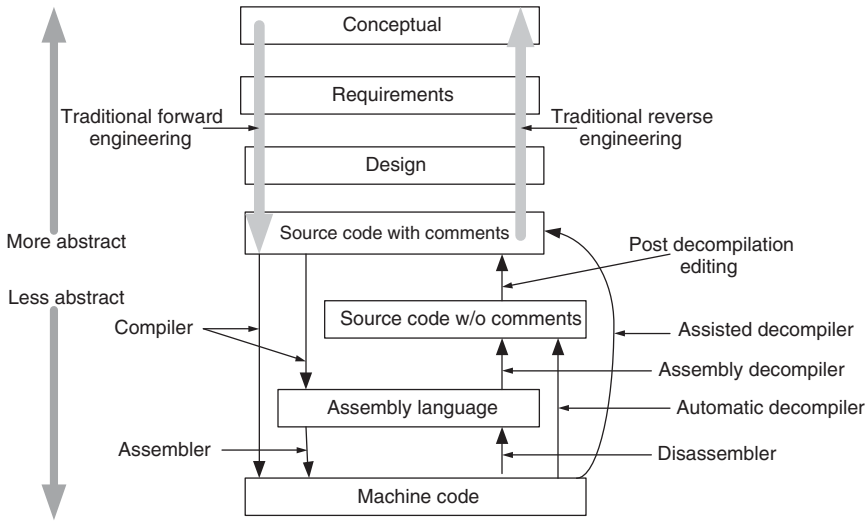 Conceptual
Requirements
Traditional forward
engineering
Traditional reverse
engineering
Design
More abstract
Source code with comments
Post decompilation
editing
Less abstract
Compiler
Source code w/o comments
Assisted decompiler
Assembly decompiler
Assembly language
Automatic decompiler
Assembler
Disassembler
Machine code